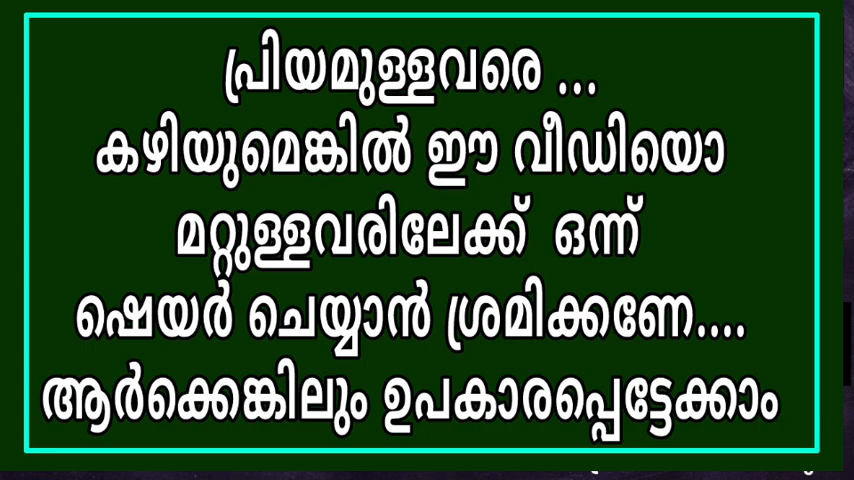 പ്രിയമുള്ളവരെ ...
കഴിയുമെങ്കിൽ ഈ വീഡിയൊ
മറ്റുള്ളവരിലേക്ക് ഒന്ന്
ഷെയർ ചെയ്യാൻ ശ്രമിക്കണേ....
ആർക്കെങ്കിലും ഉപകാരപ്പെട്ടേക്കാം